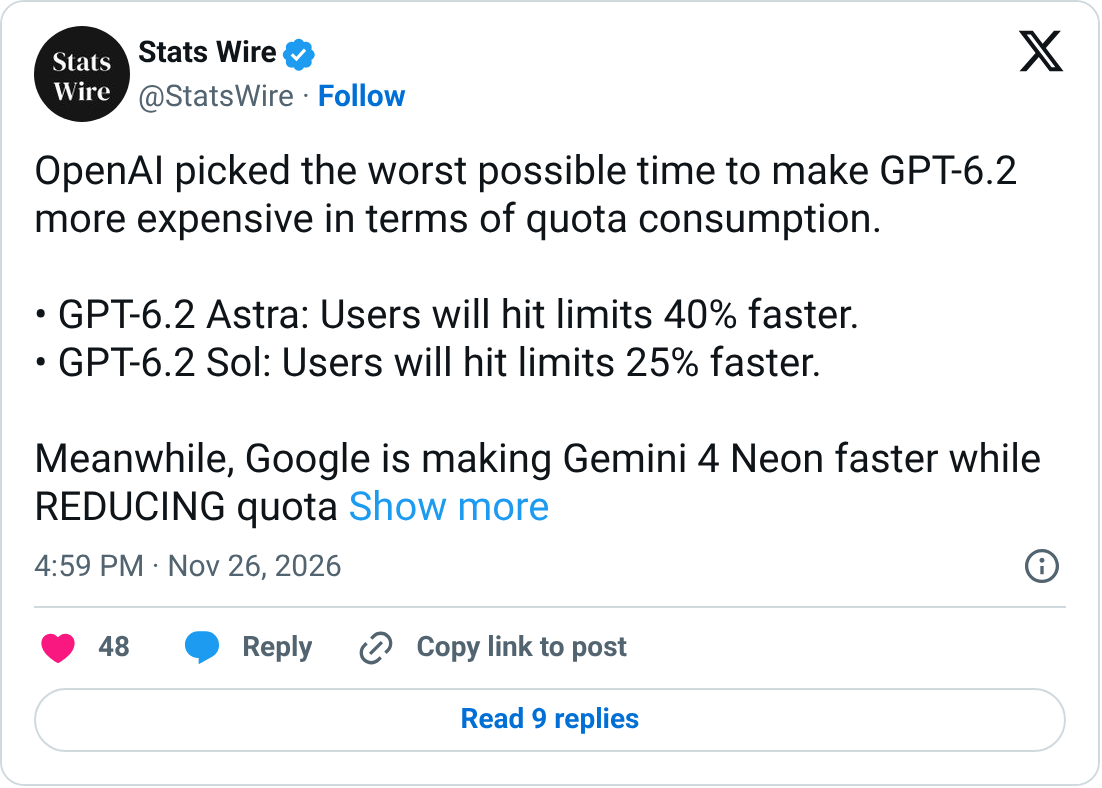 Stats
Wire
Stats Wire
@StatsWire · Follow
OpenAI picked the worst possible time to make GPT-6.2
more expensive in terms of quota consumption.
• GPT-6.2 Astra: Users will hit limits 40% faster.
• GPT-6.2 Sol: Users will hit limits 25% faster.
Meanwhile, Google is making Gemini 4 Neon faster while
REDUCING quota Show more
4:59 PM · Nov 26, 2026
48 Reply Copy link to post
Read 9 replies